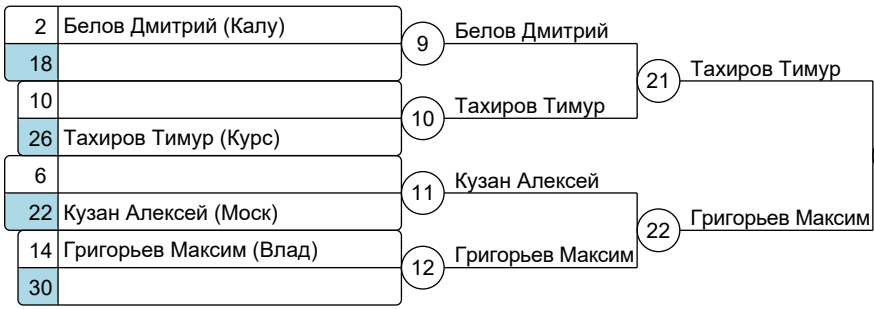 2 Белов Дмитрий (Калу)
18
9 Белов Дмитрий
10
26 Тахиров Тимур (Курс)
10 Тахиров Тимур
21 Тахиров Тимур
6
22 Кузан Алексей (Моск)
11 Кузан Алексей
14 Григорьев Максим (Влад)
30
12 Григорьев Максим
22 Григорьев Максим